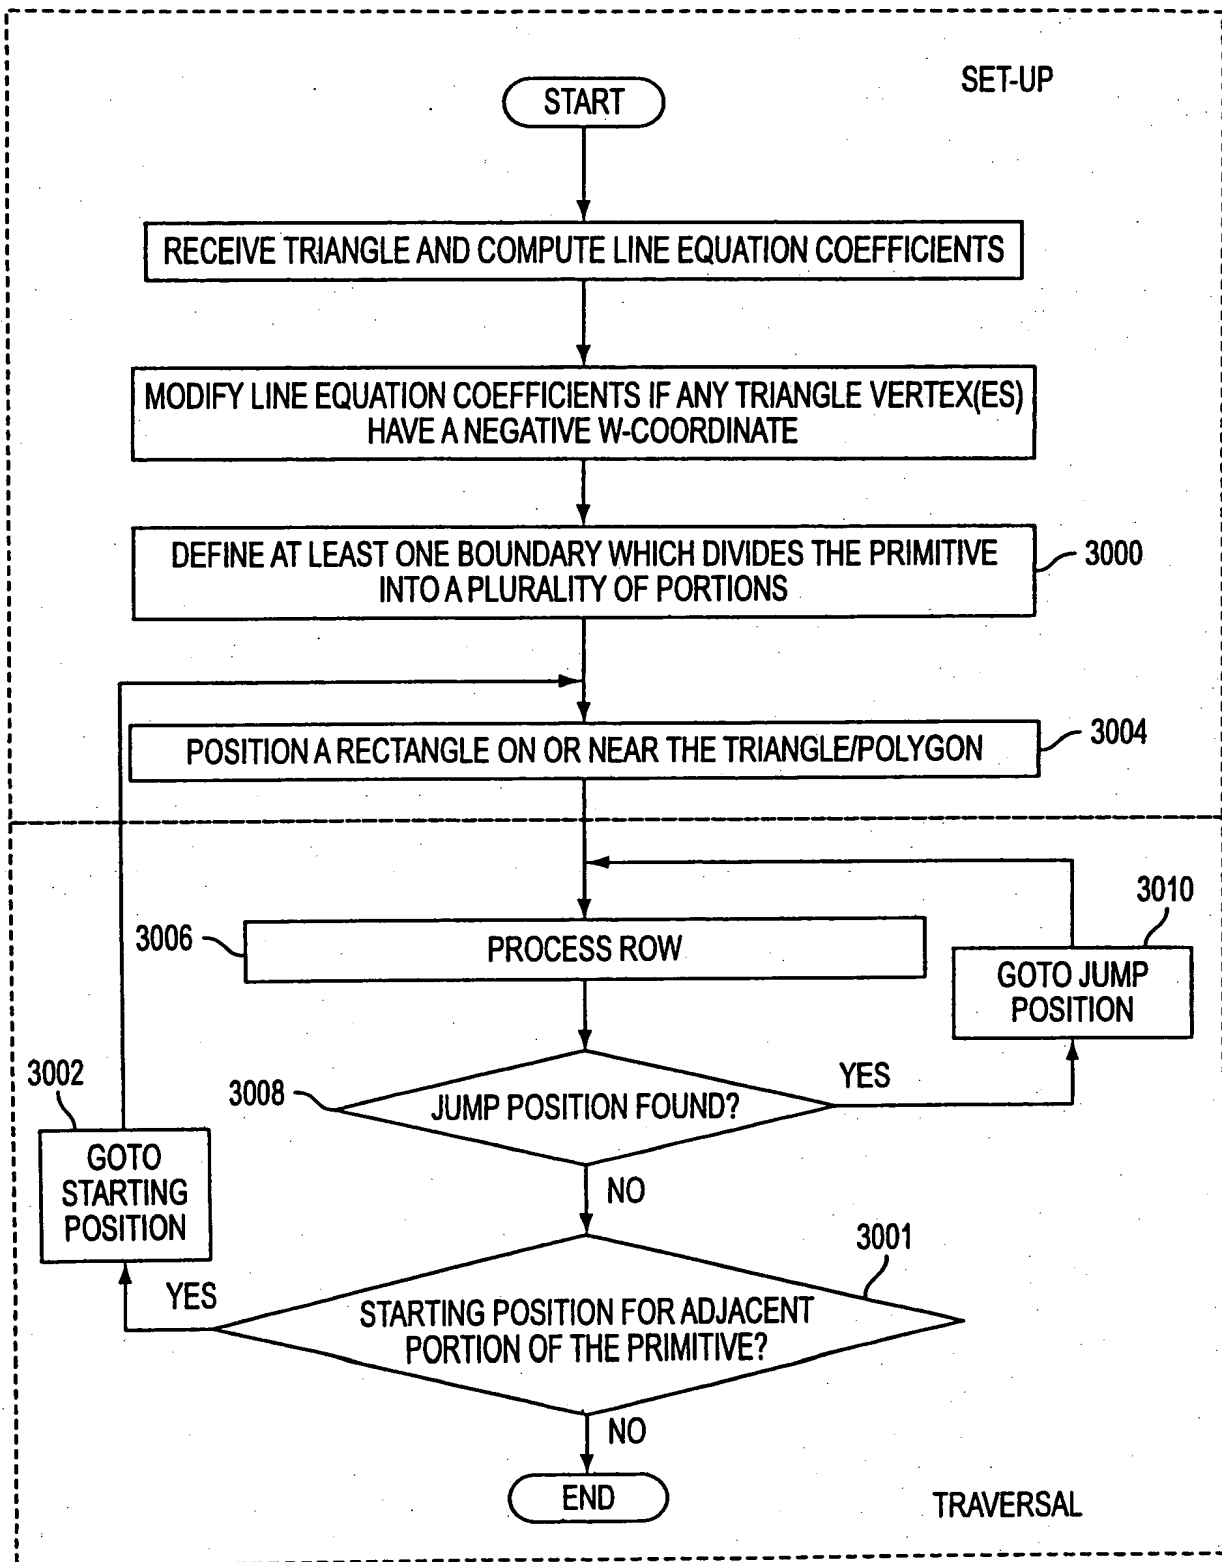 SET-UP
START
RECEIVE TRIANGLE AND COMPUTE LINE EQUATION COEFFICIENTS
MODIFY LINE EQUATION COEFFICIENTS IF ANY TRIANGLE VERTEX(ES)
HAVE A NEGATIVE W-COORDINATE
DEFINE AT LEAST ONE BOUNDARY WHICH DIVIDES THE PRIMITIVE
INTO A PLURALITY OF PORTIONS
3000
POSITION A RECTANGLE ON OR NEAR THE TRIANGLE/POLYGON
3004
3010
3006
PROCESS ROW
GOTO JUMP
POSITION
3002
3008
JUMP POSITION FOUND?
YES
GOTO
STARTING
POSITION
NO
3001
YES
STARTING POSITION FOR ADJACENT
PORTION OF THE PRIMITIVE?
NO
END
TRAVERSAL